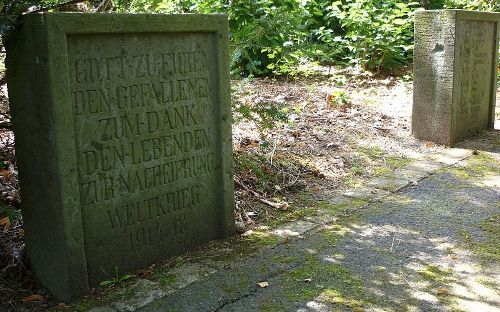 GOTT·ZU·EHREN
DEN·GEFALLENEN
ZUM·DANK
DEN·LEBENDEN
ZUR·NACHEIFRUNG
WELTKRIEG
1914-18